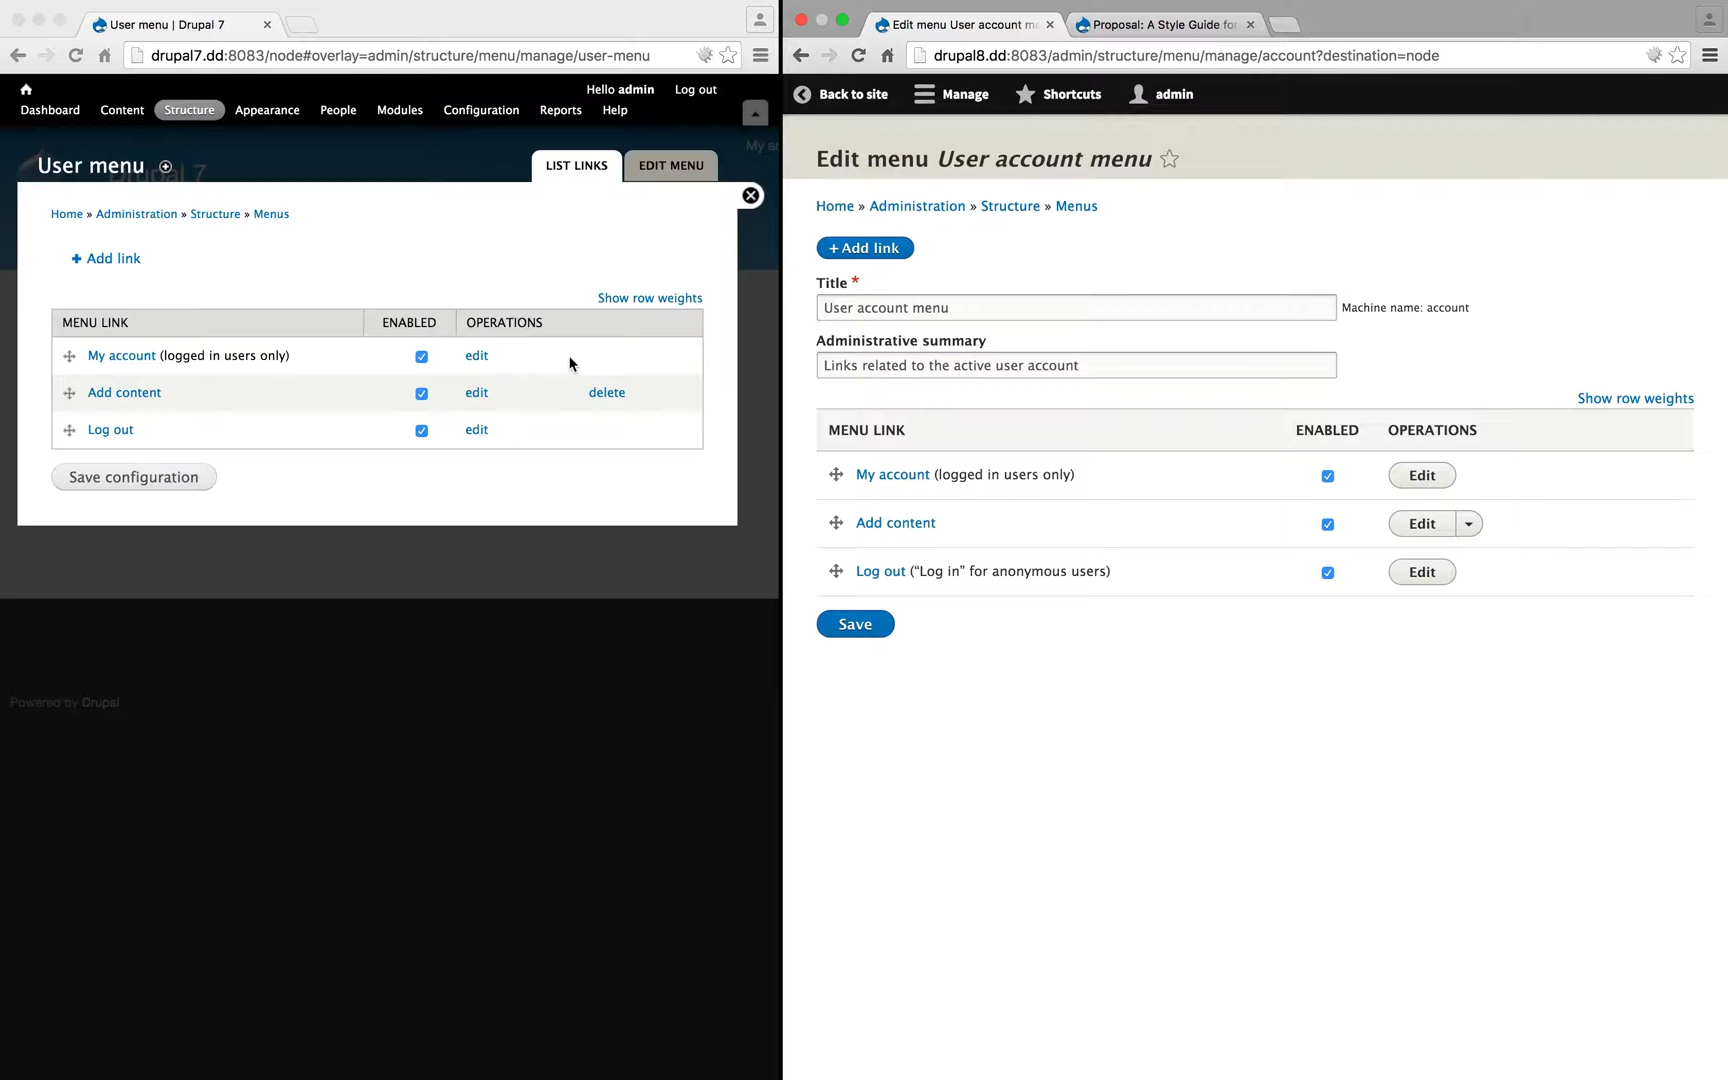 User menu | Drupal 7
drupal7.dd:8083/node#overlay=admin/structure/menu/manage/user-menu
Hello admin Log out
Dashboard Content Structure Appearance People Modules Configuration Reports Help
My a
Drupal 7
User menu
LIST LINKS EDIT MENU
Home » Administration » Structure » Menus
+ Add link
Show row weights
MENU LINK ENABLED OPERATIONS
My account (logged in users only) edit
Add content edit delete
Log out edit
Save configuration
Powered by Drupal
Edit menu User account m
Proposal: A Style Guide for
drupal8.dd:8083/admin/structure/menu/manage/account?destination=node
Back to site Manage Shortcuts admin
Edit menu User account menu
Home » Administration » Structure » Menus
+ Add link
Title *
User account menu Machine name: account
Administrative summary
Links related to the active user account
Show row weights
MENU LINK ENABLED OPERATIONS
My account (logged in users only) Edit
Add content Edit
Log out (“Log in” for anonymous users) Edit
Save